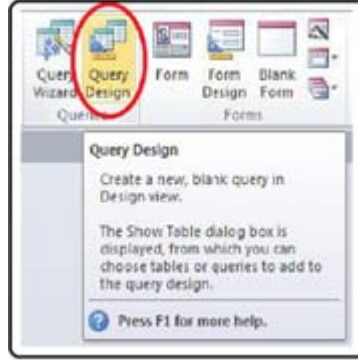 Query Query Form Form Blank
Wizard Design Design Form
Queries Forms
Query Design
Create a new, blank query in
Design view.
The Show Table dialog box is
displayed, from which you can
choose tables or queries to add to
the query design.
Press F1 for more help.